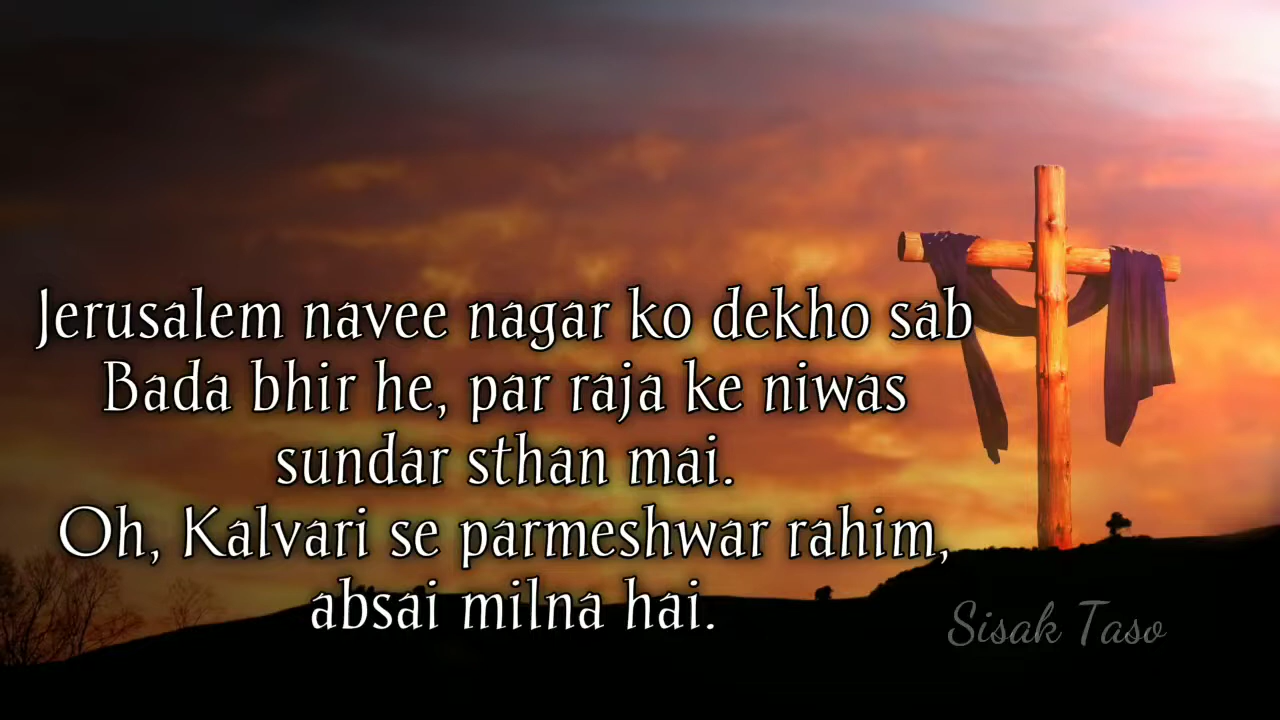 Jerusalem navee nagar ko dekho sab
Bada bhir he, par raja ke niwas
sundar sthan mai.
Oh, Kalvari se parmeshwar rahim,
absai milna hai.
Sisak Taso